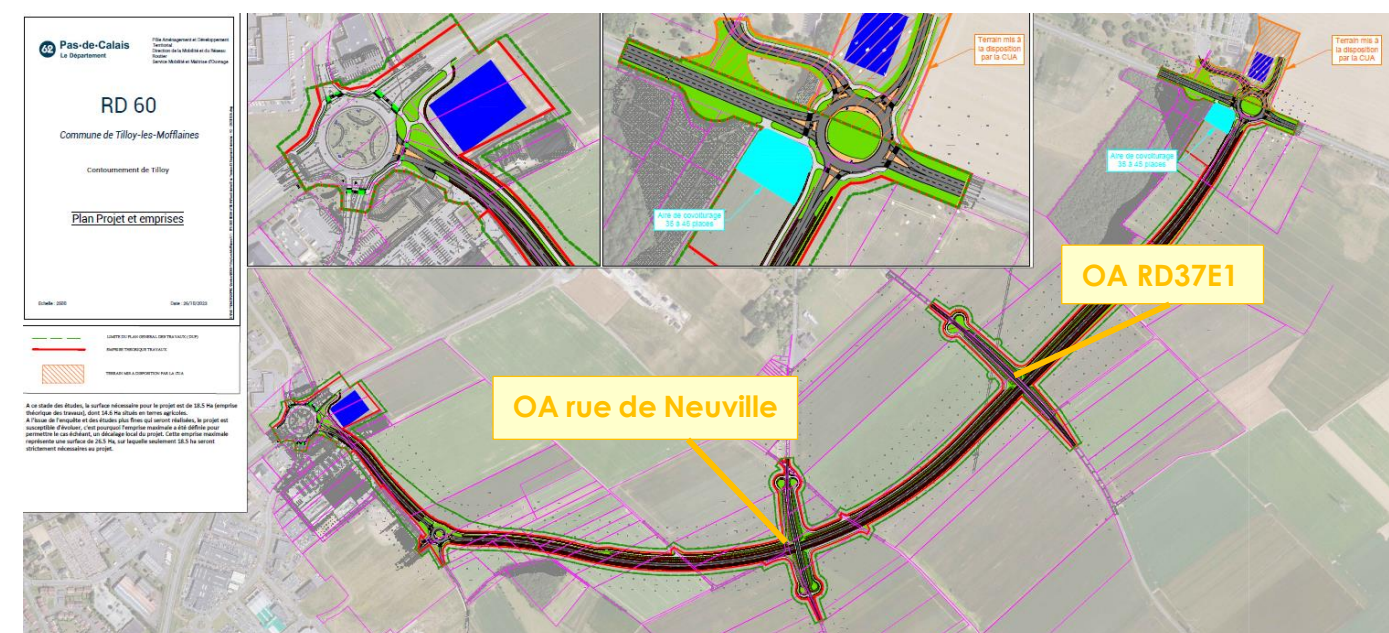 62
Pas-de-Calais
Le Département
Pôle Aménagement et Développement
Territorial
Direction de la Mobilité et du Réseau
Routier
Service Mobilité et Maîtrise d'Ouvrage
RD 60
Commune de Tilloy-les-Mofflaines
Contournement de Tilloy
Plan Projet et emprises
Echelle : 2000
Date : 26/10/2023
LIMITE DU PLAN GENERAL DES TRAVAUX (DUP)
EMPRISE THEORIQUE TRAVAUX
TERRAIN MIS A DISPOSITION PAR LA CUA
A ce stade des études, la surface nécessaire pour le projet est de 18.5 Ha (emprise
théorique des travaux), dont 14.6 Ha situés en terres agricoles.
A l'issue de l'enquête et des études plus fines qui seront réalisées, le projet est
susceptible d'évoluer, c'est pourquoi l'emprise maximale a été définie pour
permettre le cas échéant, un décalage local du projet. Cette emprise maximale
représente une surface de 26.5 Ha, sur laquelle seulement 18.5 ha seront
strictement nécessaires au projet.
Terrain mis à
la disposition
par la CUA
Aire de covoiturage
38 à 45 places
Terrain mis à
la disposition
par la CUA
Aire de covoiturage
38 à 45 places
OA RD37E1
OA rue de Neuville